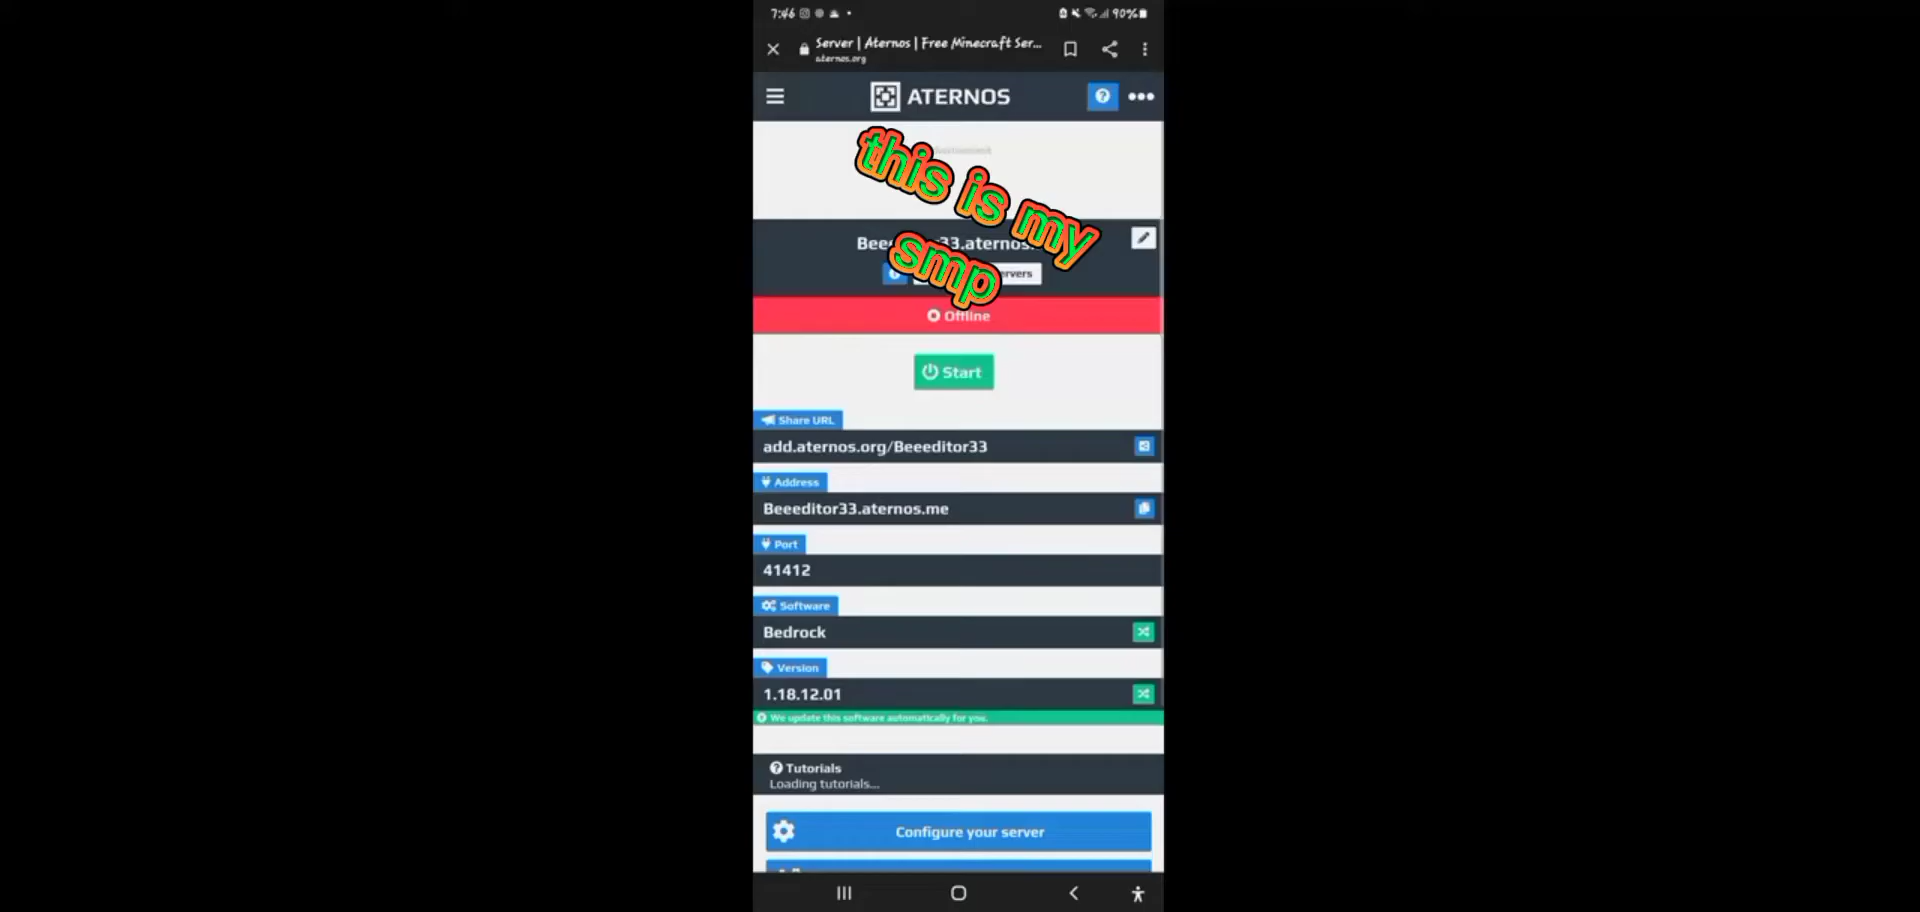 7:46
90%
Server | Aternos | Free Minecraft Ser...
aternos.org
ATERNOS
this is my
smp
Offline
Start
Share URL
add.aternos.org/Beeeditor33
Address
Beeeditor33.aternos.me
Port
41412
Software
Bedrock
Version
1.18.12.01
We update this software automatically for you.
Tutorials
Loading tutorials...
Configure your server